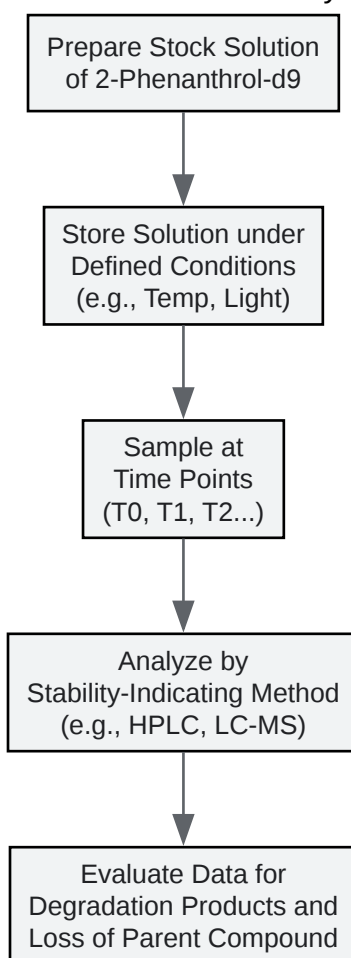 Prepare Stock Solution
of 2-Phenanthrol-d9
Store Solution under
Defined Conditions
(e.g., Temp, Light)
Sample at
Time Points
(T0, T1, T2...)
Analyze by
Stability-Indicating Method
(e.g., HPLC, LC-MS)
Evaluate Data for
Degradation Products and
Loss of Parent Compound